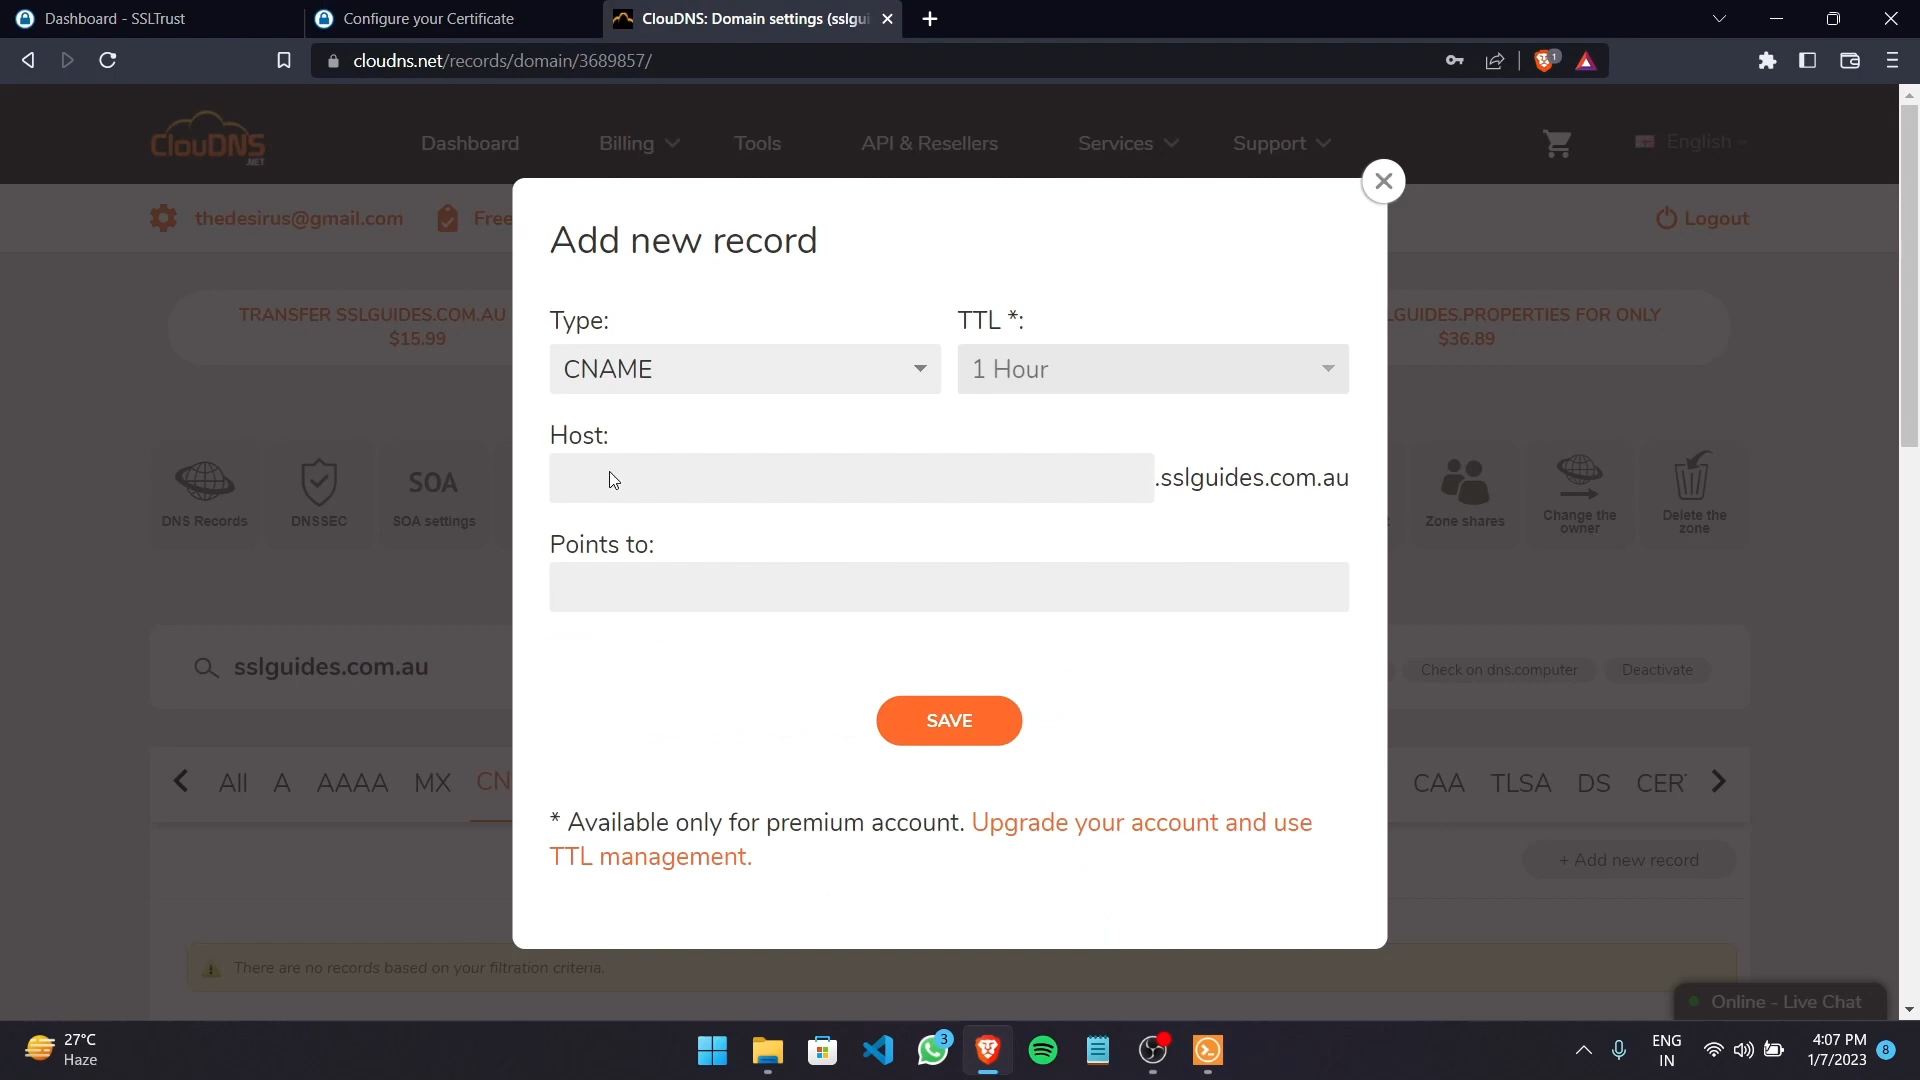 Dashboard - SSLTrust
Configure your Certificate
ClouDNS: Domain settings (sslgui
cloudns.net/records/domain/3689857/
1
ClouDNS
.NET
Dashboard
Billing
Tools
API & Resellers
Services
Support
English
thedesirus@gmail.com
Free
Logout
Add new record
TRANSFER SSLGUIDES.COM.AU
$15.99
LGUIDES.PROPERTIES FOR ONLY
$36.89
Type:
TTL *:
CNAME
1 Hour
Host:
.sslguides.com.au
Points to:
DNS Records
DNSSEC
SOA
SOA settings
Zone shares
Change the
owner
Delete the
zone
sslguides.com.au
Check on dns.computer
Deactivate
SAVE
All
A
AAAA
MX
CN
CAA
TLSA
DS
CER
* Available only for premium account. Upgrade your account and use
TTL management.
+ Add new record
There are no records based on your filtration criteria.
Online - Live Chat
27°C
Haze
3
ENG
IN
4:07 PM
1/7/2023
8